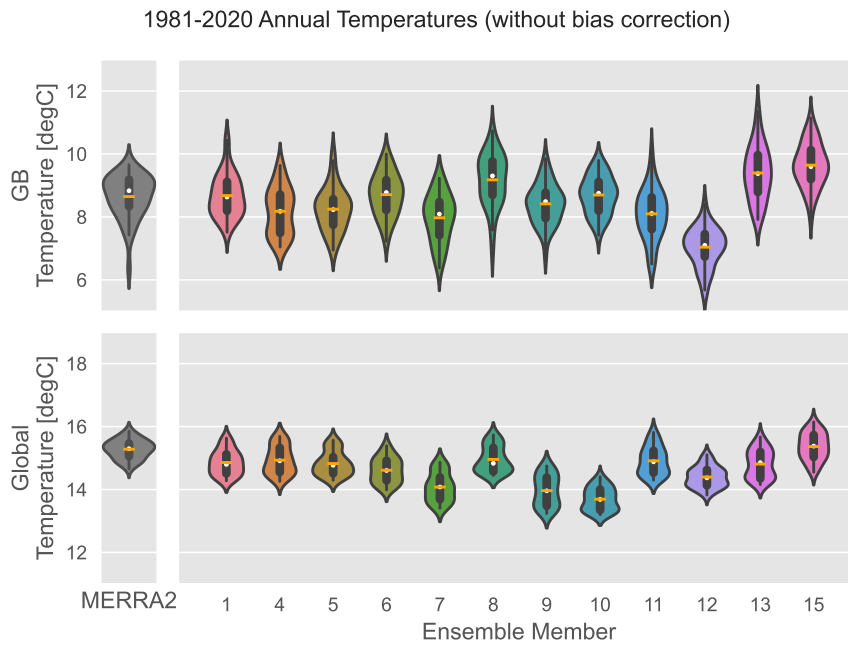 1981-2020 Annual Temperatures (without bias correction)
GB
Temperature [degC]
12
10
8
6
Global
Temperature [degC]
18
16
14
12
MERRA2
1 4 5 6 7 8 9 10 11 12 13 15
Ensemble Member